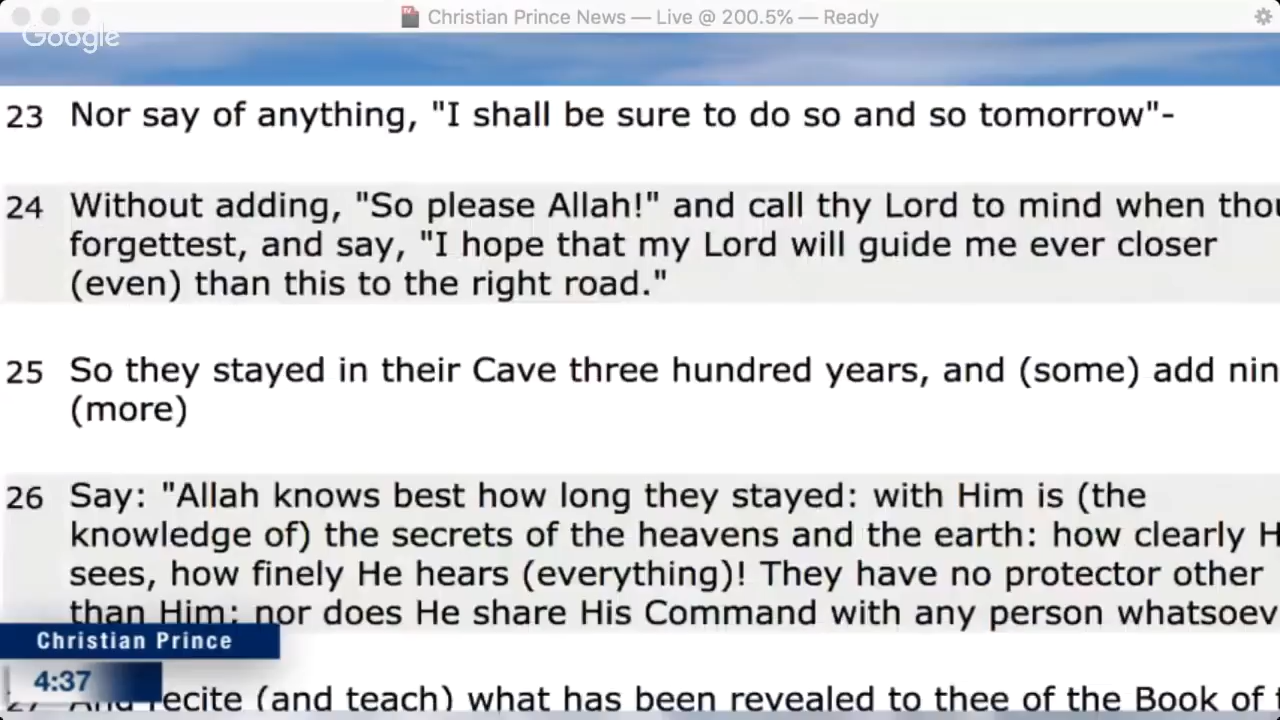 Christian Prince News — Live @ 200.5% — Ready
Google
23 Nor say of anything, "I shall be sure to do so and so tomorrow"-
24 Without adding, "So please Allah!" and call thy Lord to mind when thou
forgettest, and say, "I hope that my Lord will guide me ever closer
(even) than this to the right road."
25 So they stayed in their Cave three hundred years, and (some) add nin
(more)
26 Say: "Allah knows best how long they stayed: with Him is (the
knowledge of) the secrets of the heavens and the earth: how clearly H
sees, how finely He hears (everything)! They have no protector other
than Him; nor does He share His Command with any person whatsoev
Christian Prince
4:37
27 And recite (and teach) what has been revealed to thee of the Book of t